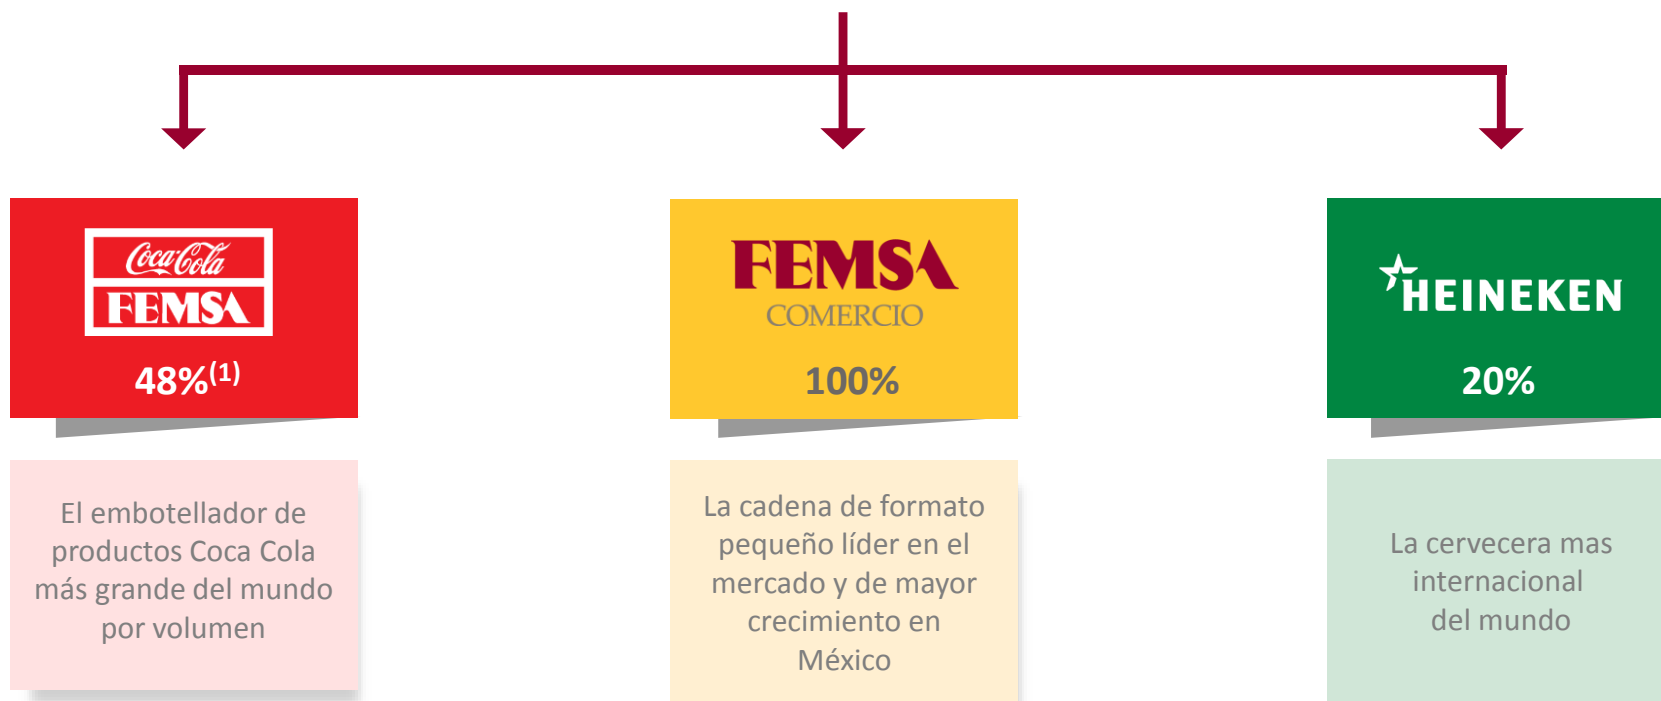 Coca-Cola
FEMSA
48%(1)
El embotellador de
productos Coca Cola
más grande del mundo
por volumen
FEMSA
COMERCIO
100%
La cadena de formato
pequeño líder en el
mercado y de mayor
crecimiento en
México
HEINEKEN
20%
La cervecera mas
internacional
del mundo